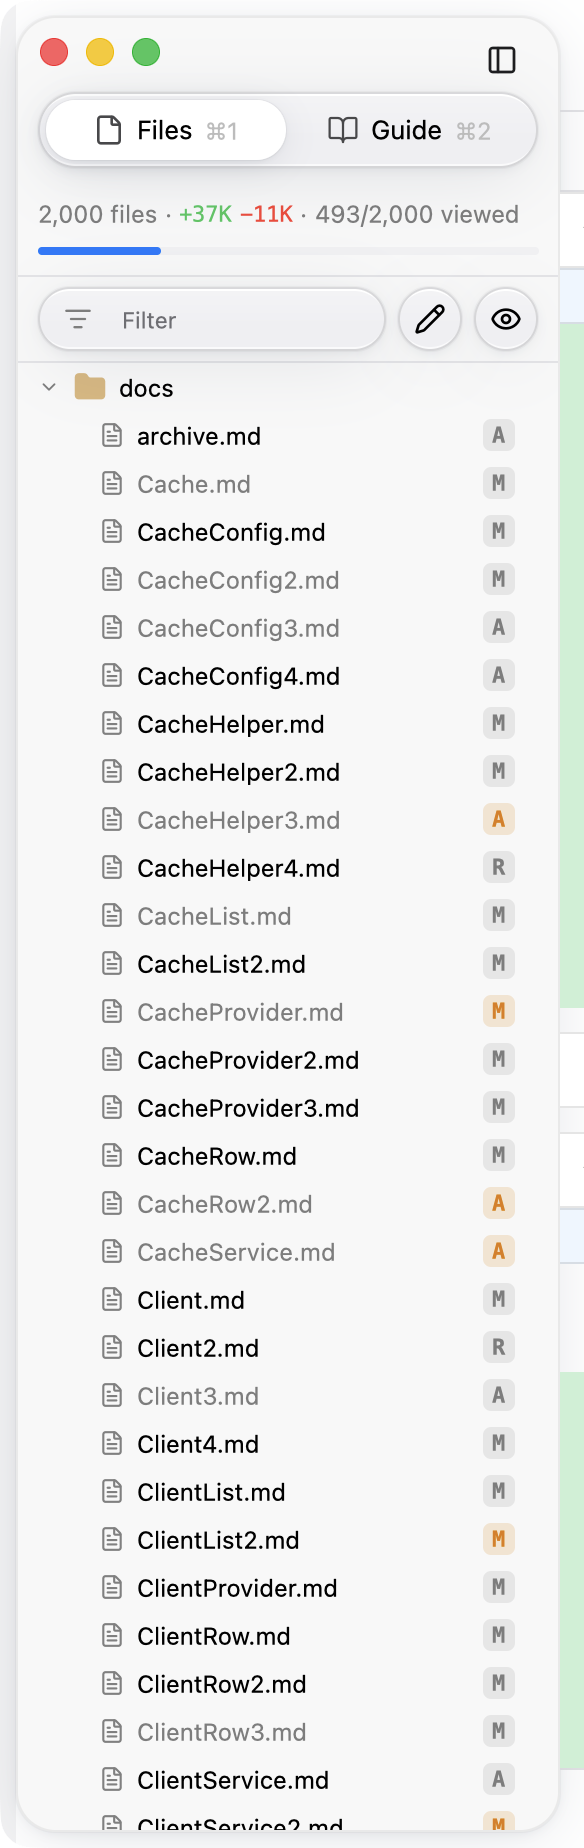 Files ⌘1 Guide ⌘2
2,000 files · +37K −11K · 493/2,000 viewed
Filter
docs
archive.md A
Cache.md M
CacheConfig.md M
CacheConfig2.md M
CacheConfig3.md A
CacheConfig4.md A
CacheHelper.md M
CacheHelper2.md M
CacheHelper3.md A
CacheHelper4.md R
CacheList.md M
CacheList2.md M
CacheProvider.md M
CacheProvider2.md M
CacheProvider3.md M
CacheRow.md M
CacheRow2.md A
CacheService.md A
Client.md M
Client2.md R
Client3.md A
Client4.md M
ClientList.md M
ClientList2.md M
ClientProvider.md M
ClientRow.md M
ClientRow2.md M
ClientRow3.md M
ClientService.md A
ClientService2.md M